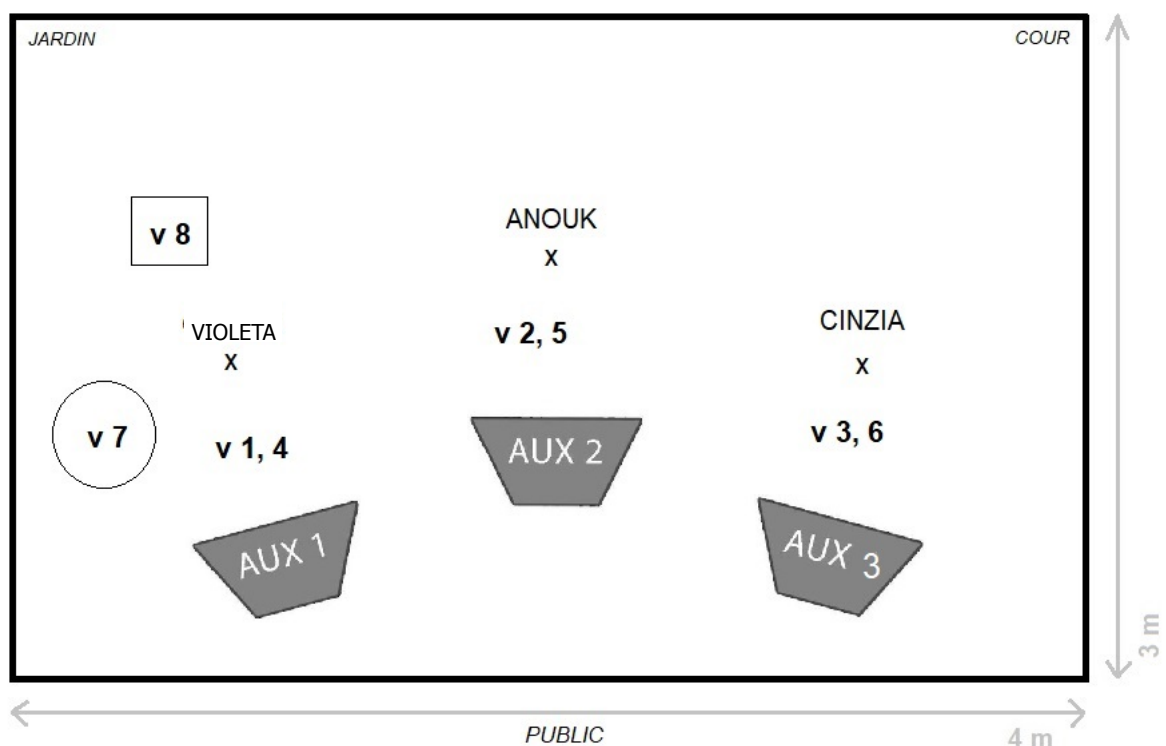 JARDIN
COUR
v 8
ANOUK
x
VIOLETA
x
v 2, 5
CINZIA
x
v 7
v 1, 4
AUX 2
v 3, 6
AUX 1
AUX 3
3 m
PUBLIC
4 m